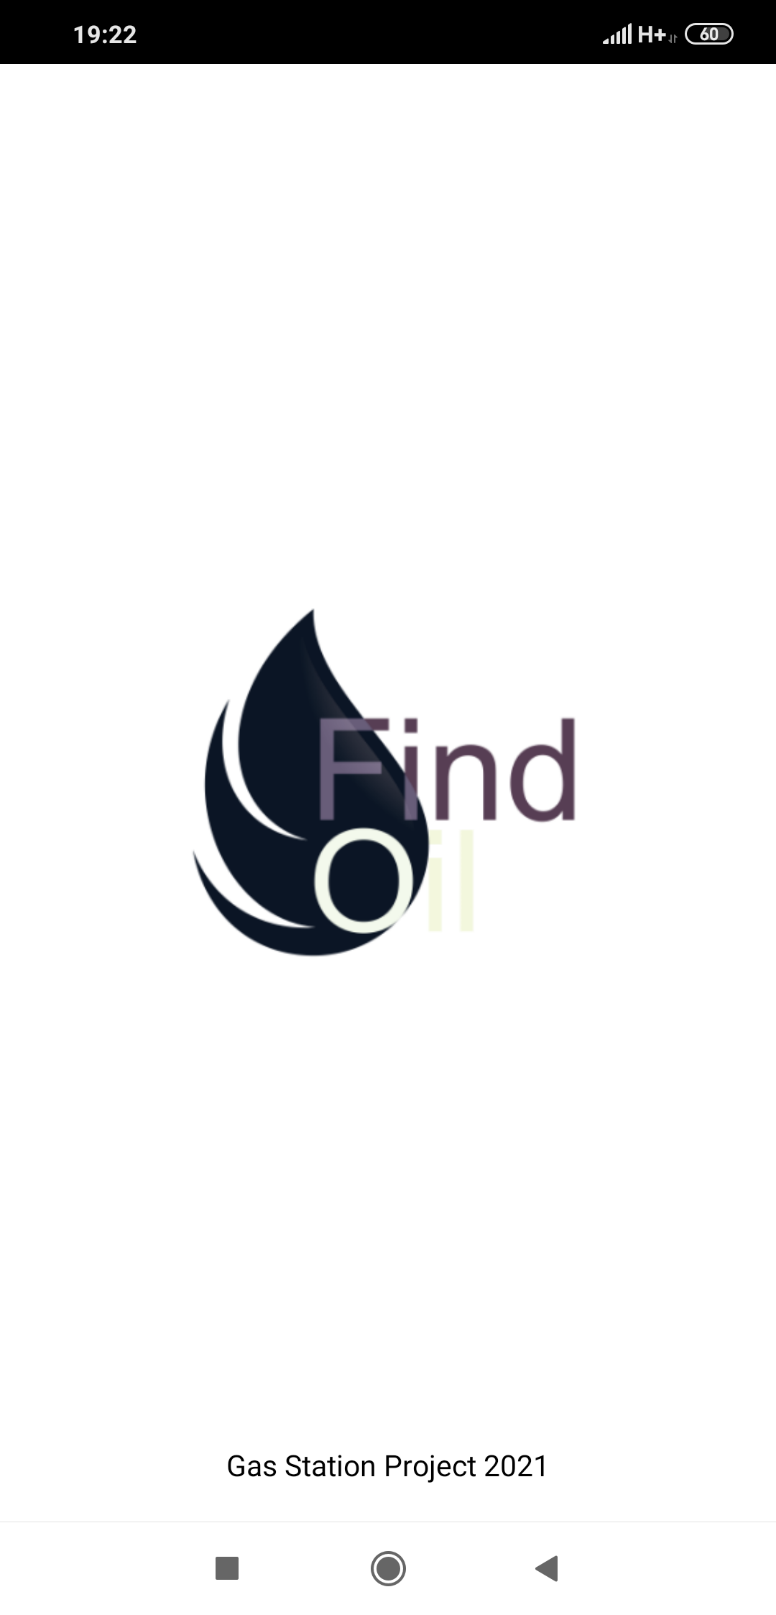 19:22
H+ 60
Find
Oil
Gas Station Project 2021